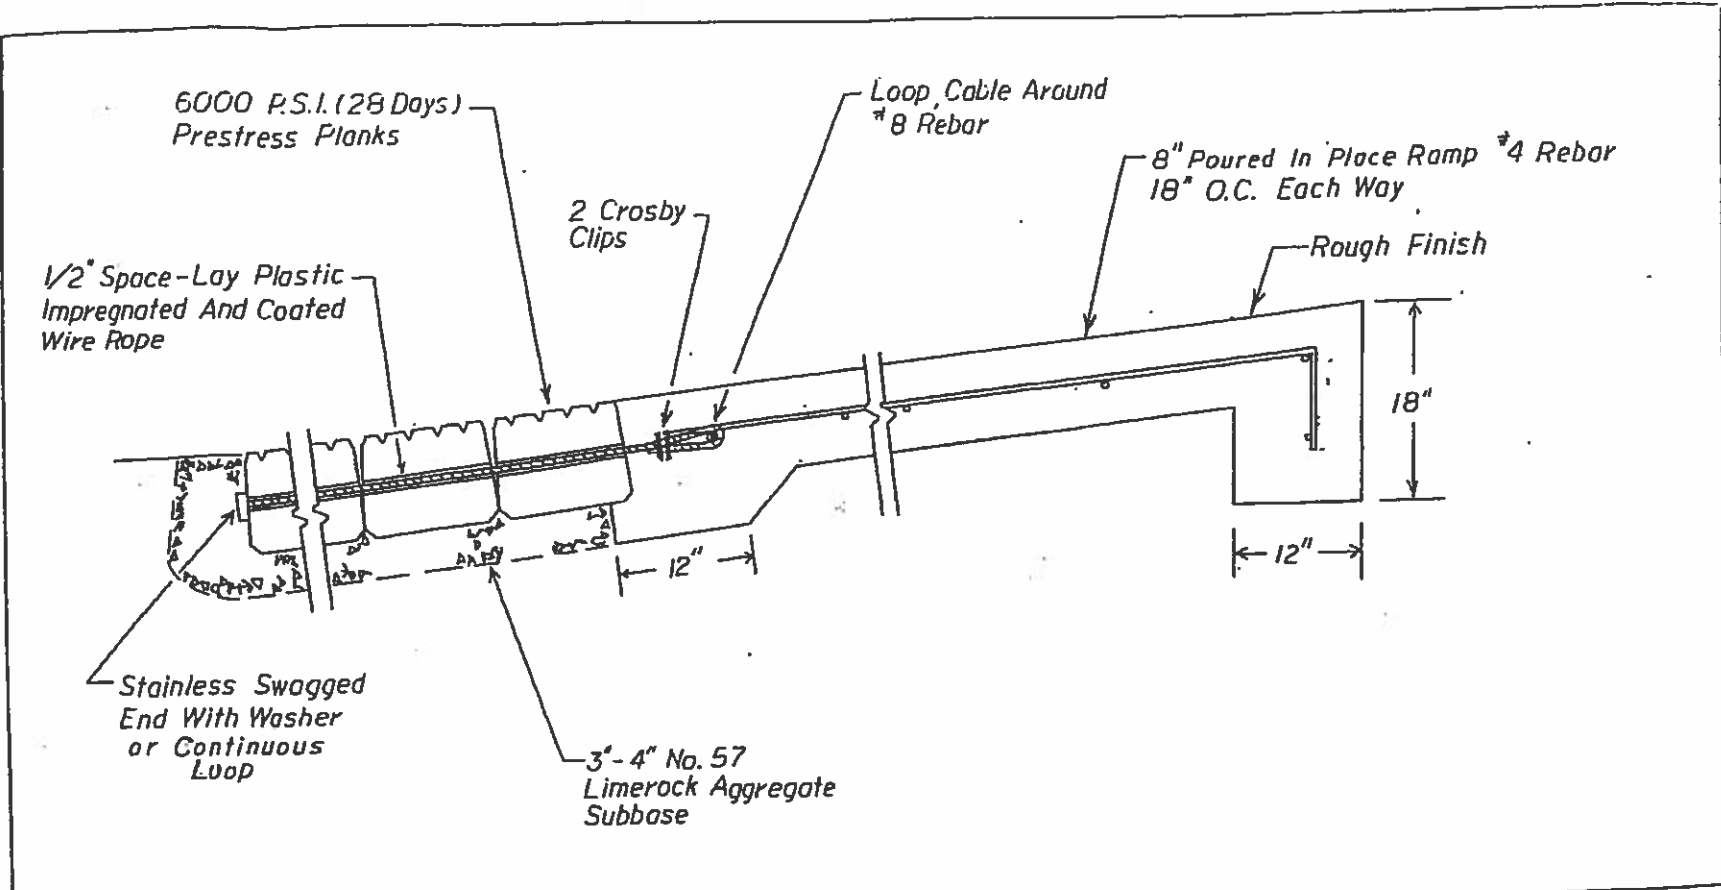 6000 P.S.I. (28 Days)
Prestress Planks
Loop Cable Around
#8 Rebar
8" Poured In Place Ramp #4 Rebar
18" O.C. Each Way
2 Crosby
Clips
Rough Finish
1/2" Space-Lay Plastic
Impregnated And Coated
Wire Rope
18"
12"
12"
Stainless Swagged
End With Washer
or Continuous
Loop
3"-4" No. 57
Limerock Aggregate
Subbase